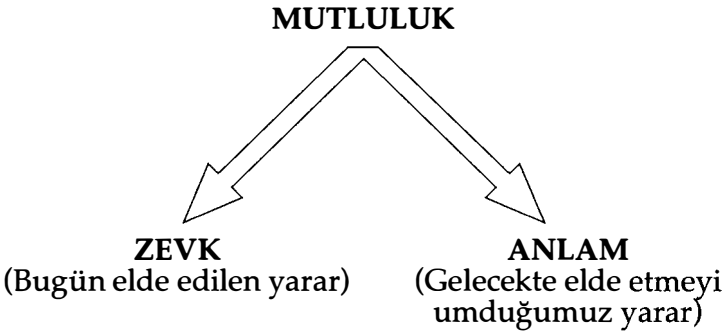 MUTLULUK
ZEVK
(Bugün elde edilen yarar)
ANLAM
(Gelecekte elde etmeyi
umduğumuz yarar)